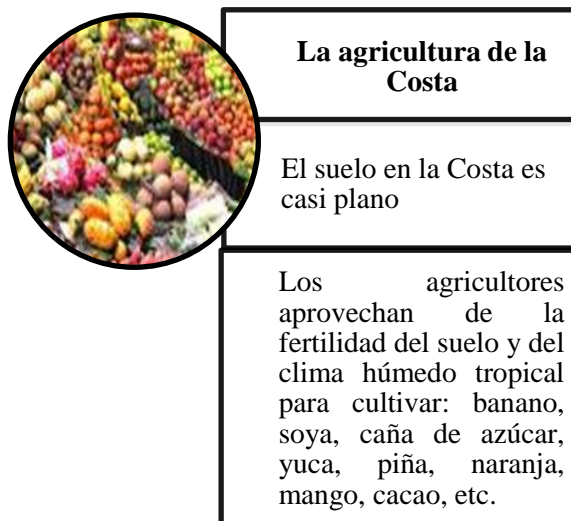 La agricultura de la
Costa
El suelo en la Costa es
casi plano
Los agricultores
aprovechan de la
fertilidad del suelo y del
clima húmedo tropical
para cultivar: banano,
soya, caña de azúcar,
yuca, piña, naranja,
mango, cacao, etc.